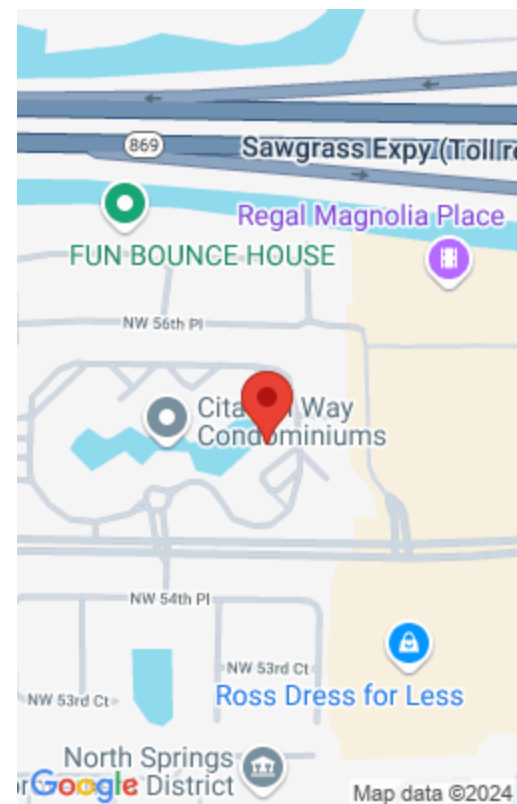 869
Sawgrass Expy (Toll r
Regal Magnolia Place
FUN BOUNCE HOUSE
NW 56th Pl
Way
Condominiums
NW 54th Pl
NW 53rd Ct
Ross Dress for Less
NW 53rd Ct
North Springs
Google District
Map data ©2024